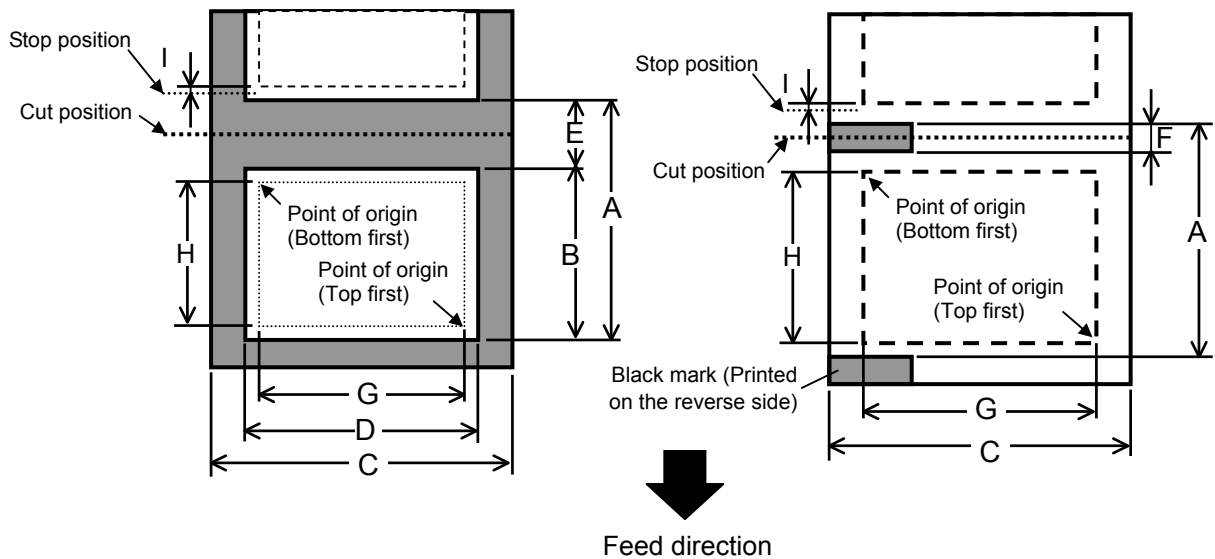 Stop position
I
Cut position
E
A
Point of origin
(Bottom first)
H
B
Point of origin
(Top first)
G
D
C
Stop position
I
F
Cut position
Point of origin
(Bottom first)
A
H
Point of origin
(Top first)
Black mark (Printed
on the reverse side)
G
C
Feed direction